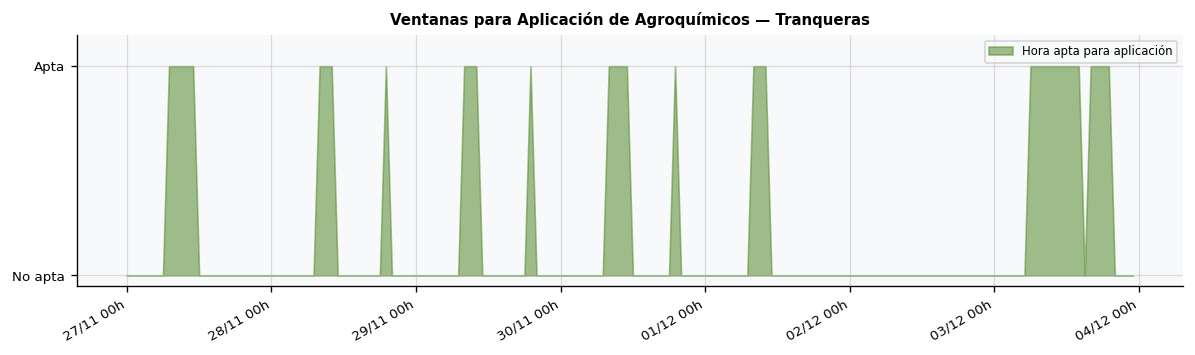 Ventanas para Aplicación de Agroquímicos — Tranqueras
Hora apta para aplicación
Apta
No apta
27/11 00h
28/11 00h
29/11 00h
30/11 00h
01/12 00h
02/12 00h
03/12 00h
04/12 00h